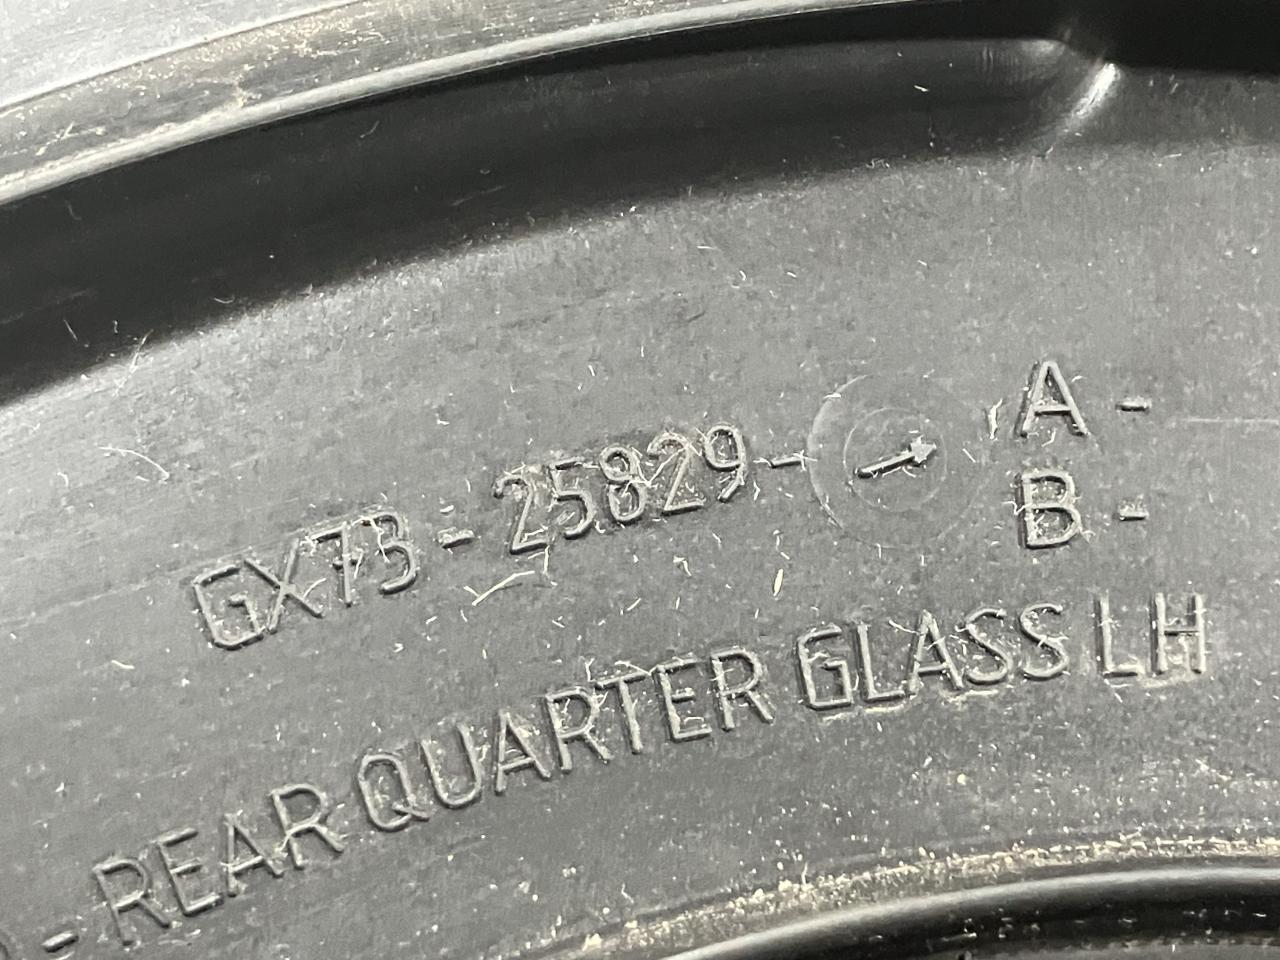 GX73-25829-
A -
B -
- REAR QUARTER GLASS LH